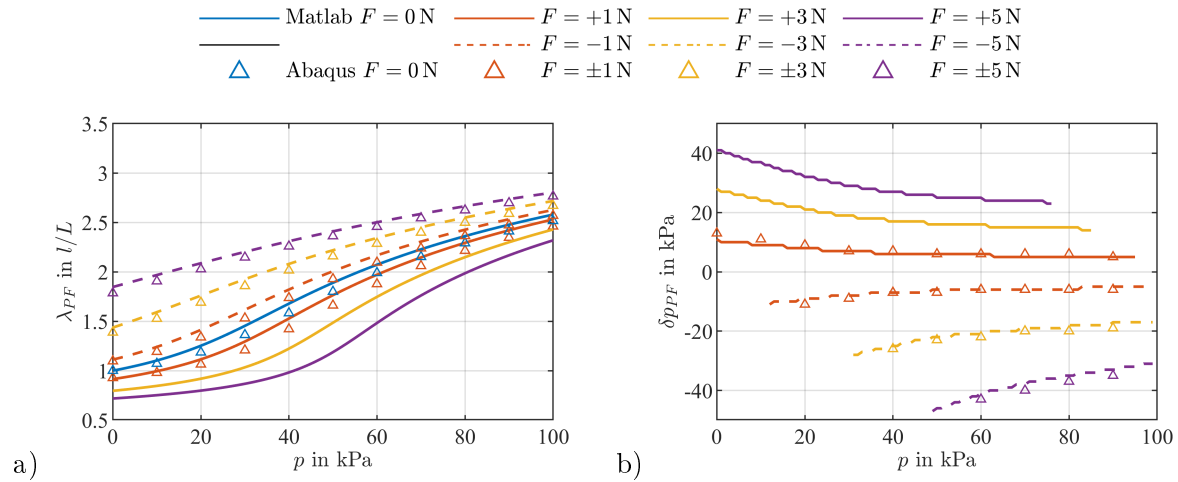 Matlab F = 0 N F = +1 N F = +3 N F = +5 N
F = −1 N F = −3 N F = −5 N
Abaqus F = 0 N F = ±1 N F = ±3 N F = ±5 N
3.5
3
2.5
2
1.5
1
0.5
λPF in l/L
0 20 40 60 80 100
p in kPa
a)
40
20
0
-20
-40
δpPF in kPa
0 20 40 60 80 100
p in kPa
b)